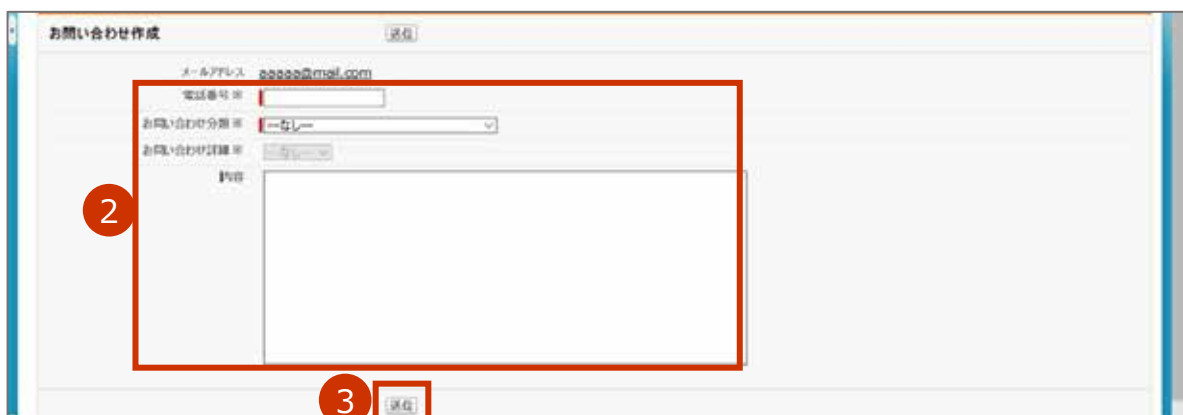 お問い合わせ作成 送信
メールアドレス aaaaa@mail.com
電話番号 ※
お問い合わせ分類 ※ --なし--
お問い合わせ詳細 ※ --なし--
内容
2
3 送信